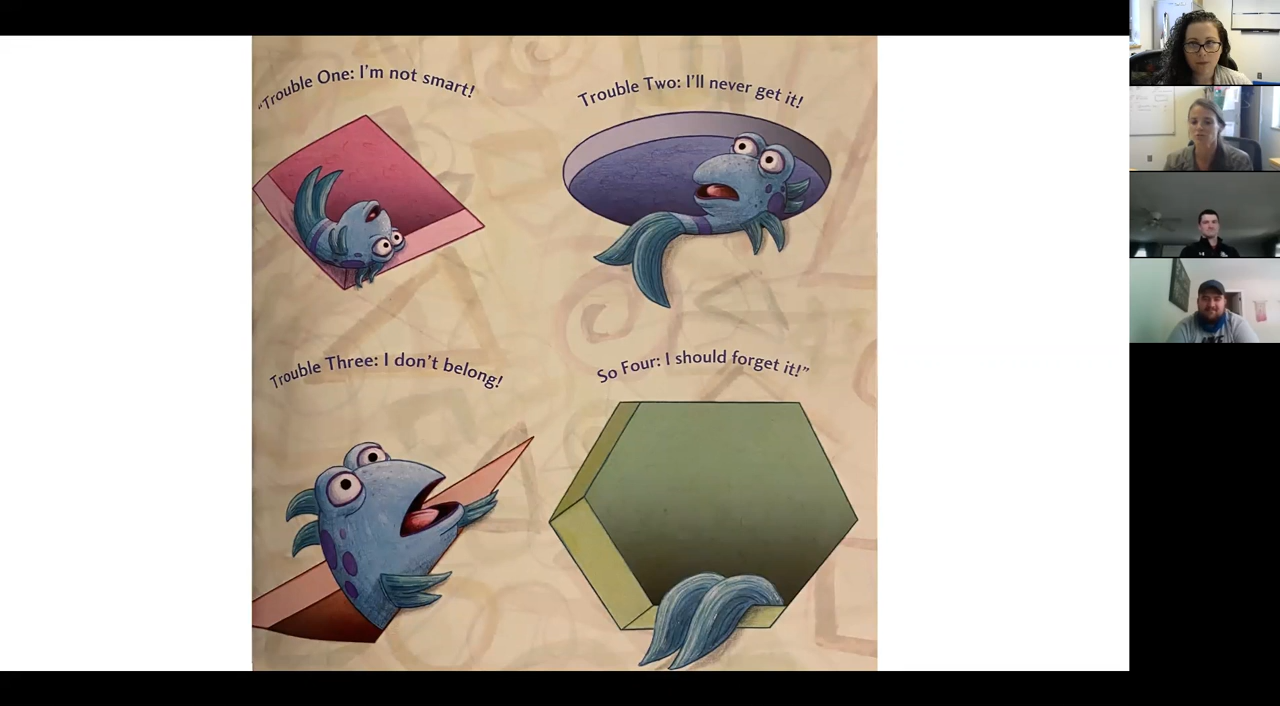 "Trouble One: I'm not smart!
Trouble Two: I'll never get it!
Trouble Three: I don't belong!
So Four: I should forget it!"